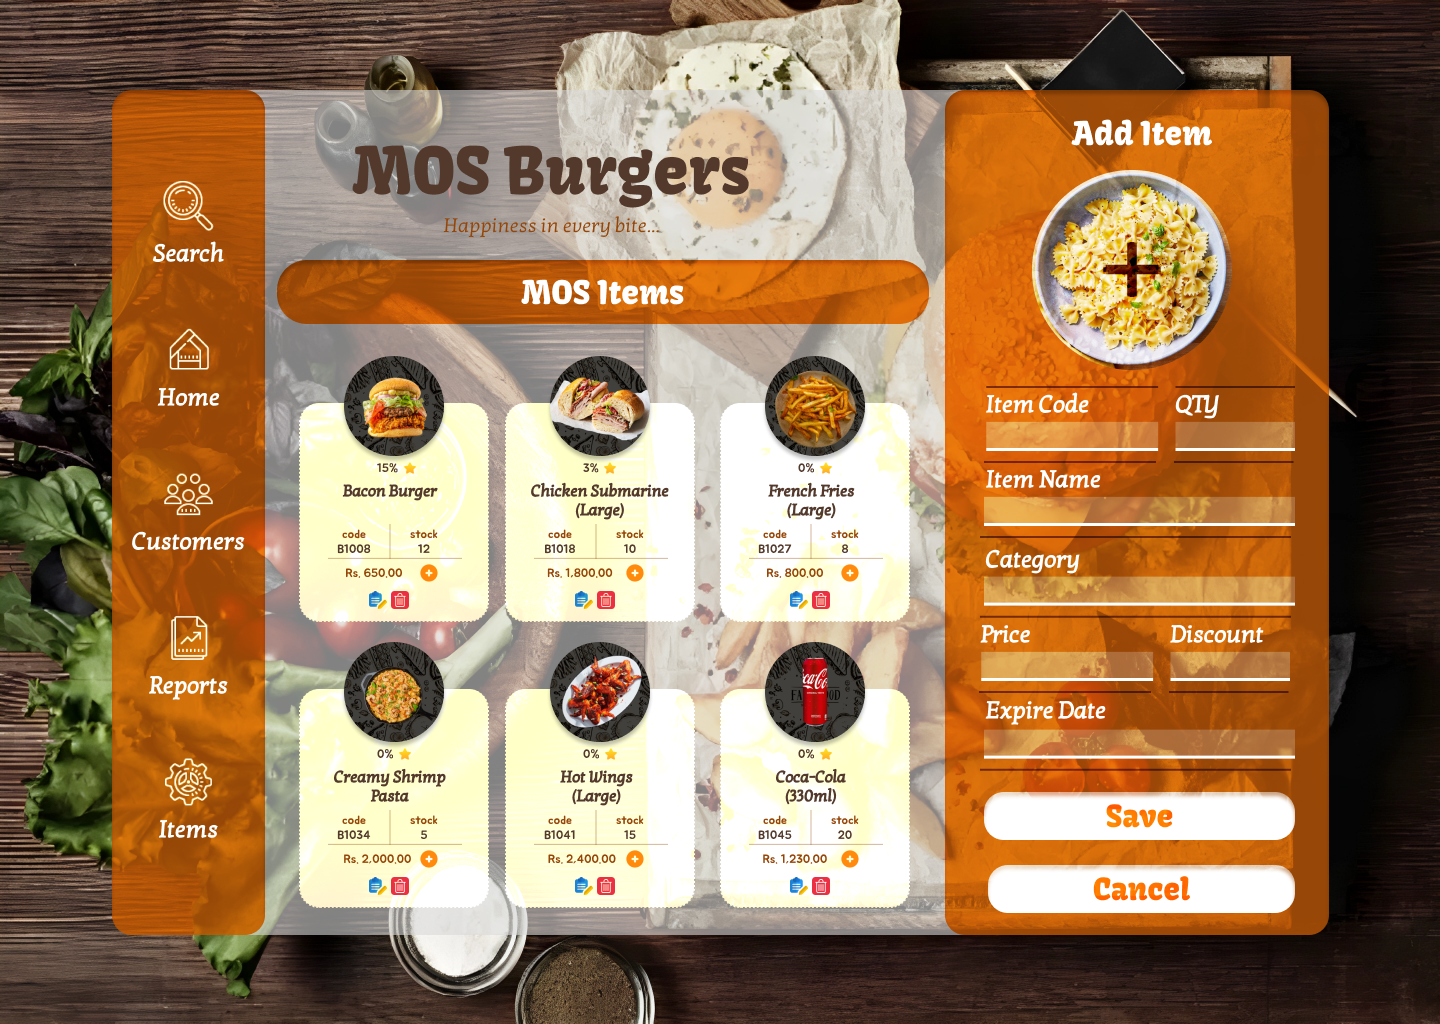 MOS Burgers
Happiness in every bite...
Search
Home
Customers
Reports
Items
MOS Items
15%
Bacon Burger
code stock
B1008 12
Rs. 650.00
3%
Chicken Submarine
(Large)
code stock
B1018 10
Rs. 1,800.00
0%
French Fries
(Large)
code stock
B1027 8
Rs. 800.00
0%
Creamy Shrimp
Pasta
code stock
B1034 5
Rs. 2,000.00
0%
Hot Wings
(Large)
code stock
B1041 15
Rs. 2,400.00
0%
Coca-Cola
(330ml)
code stock
B1045 20
Rs. 1,230.00
Add Item
Item Code QTY
Item Name
Category
Price Discount
Expire Date
Save
Cancel